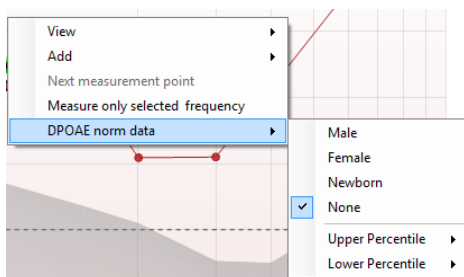 View
Add
Next measurement point
Measure only selected frequency
DPOAE norm data
Male
Female
Newborn
None
Upper Percentile
Lower Percentile